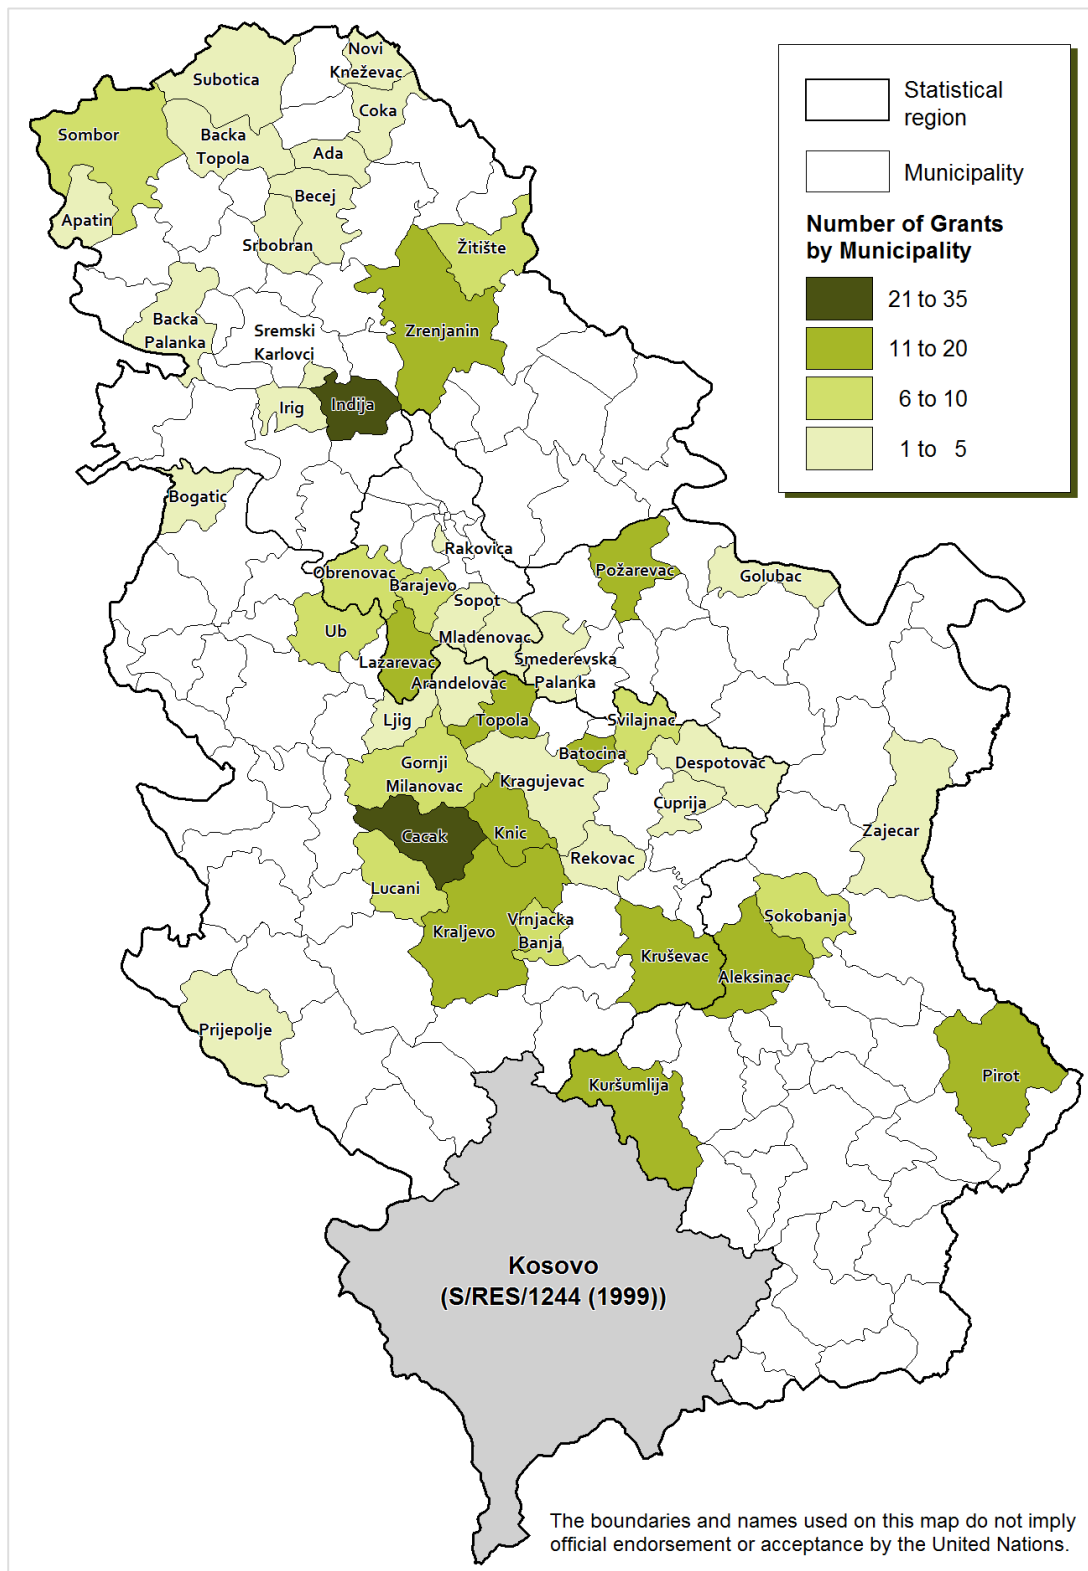 Novi
Kneževac
Subotica
Coka
Sombor
Backa
Topola
Ada
Becej
Apatin
Srbobran
Žitište
Backa
Palanka
Sremski
Karlovci
Zrenjanin
Irig
Indija
Bogatic
Rakovica
Obrenovac
Barajevo
Požarevac
Golubac
Sopot
Ub
Mladenovac
Lazarevac
Smederevska
Palanka
Arandelovac
Ljig
Topola
Svilajnac
Batocina
Despotovac
Gornji
Milanovac
Kragujevac
Cuprija
Cacak
Knic
Zajecar
Rekovac
Lucani
Vrnjacka
Banja
Kraljevo
Sokobanja
Kruševac
Aleksinac
Prijepolje
Kuršumlija
Pirot
Kosovo
(S/RES/1244 (1999))
Statistical
region
Municipality
Number of Grants
by Municipality
21 to 35
11 to 20
6 to 10
1 to 5
The boundaries and names used on this map do not imply
official endorsement or acceptance by the United Nations.